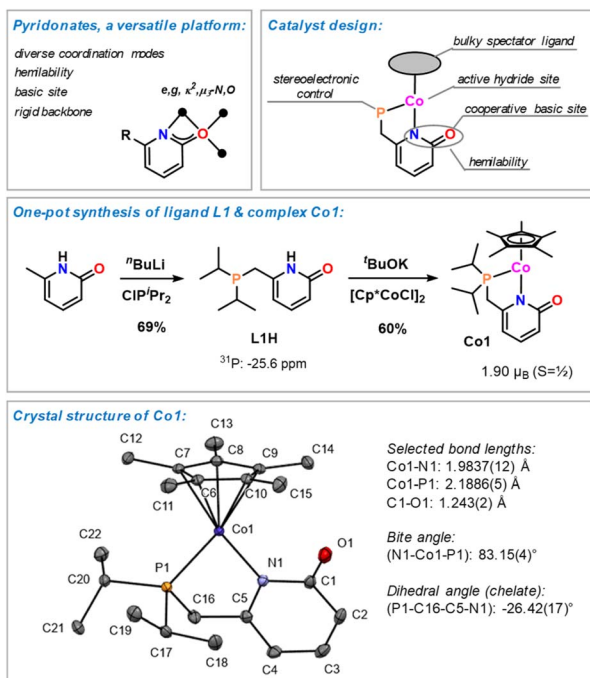 Pyridonates, a versatile platform:
diverse coordination modes
hemilability
basic site
rigid backbone
e,g, κ², μ₃-N,O
R
N
O
Catalyst design:
bulky spectator ligand
stereoelectronic
control
active hydride site
Co
P
cooperative basic site
N
O
hemilability
One-pot synthesis of ligand L1 & complex Co1:
H
N
O
ⁿBuLi
ClPⁱPr₂
69%
H
P
N
O
L1H
³¹P: -25.6 ppm
ᵗBuOK
[Cp*CoCl]₂
60%
P
Co
N
O
Co1
1.90 μB (S=½)
Crystal structure of Co1:
C13
C12
C7
C8
C9
C14
C11
C6
C10
C15
Co1
C22
P1
N1
O1
C20
C16
C5
C1
C21
C19
C17
C18
C2
C4
C3
Selected bond lengths:
Co1-N1: 1.9837(12) Å
Co1-P1: 2.1886(5) Å
C1-O1: 1.243(2) Å
Bite angle:
(N1-Co1-P1): 83.15(4)°
Dihedral angle (chelate):
(P1-C16-C5-N1): -26.42(17)°